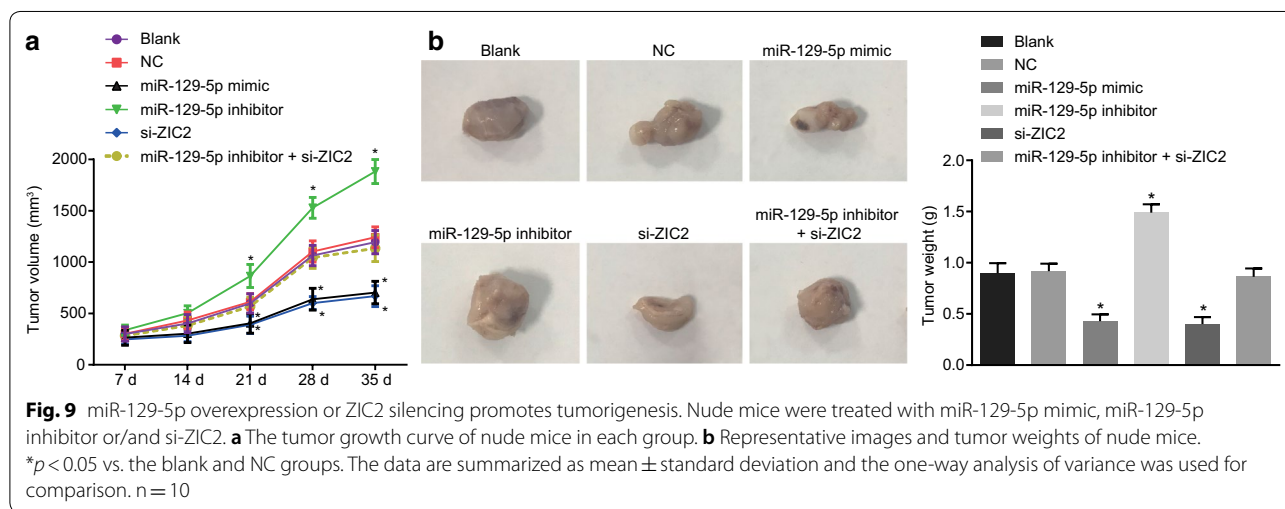 a
Blank
NC
miR-129-5p mimic
miR-129-5p inhibitor
si-ZIC2
miR-129-5p inhibitor + si-ZIC2
Tumor volume (mm³)
2000
1500
1000
500
0
7 d 14 d 21 d 28 d 35 d
*
*
*
*
*
*
*
*
*
b
Blank NC miR-129-5p mimic
miR-129-5p inhibitor si-ZIC2 miR-129-5p inhibitor
+ si-ZIC2
Blank
NC
miR-129-5p mimic
miR-129-5p inhibitor
si-ZIC2
miR-129-5p inhibitor + si-ZIC2
Tumor weight (g)
2.0
1.5
1.0
0.5
0.0
*
*
*
Fig. 9 miR-129-5p overexpression or ZIC2 silencing promotes tumorigenesis. Nude mice were treated with miR-129-5p mimic, miR-129-5p
inhibitor or/and si-ZIC2. a The tumor growth curve of nude mice in each group. b Representative images and tumor weights of nude mice.
*p < 0.05 vs. the blank and NC groups. The data are summarized as mean ± standard deviation and the one-way analysis of variance was used for
comparison. n = 10